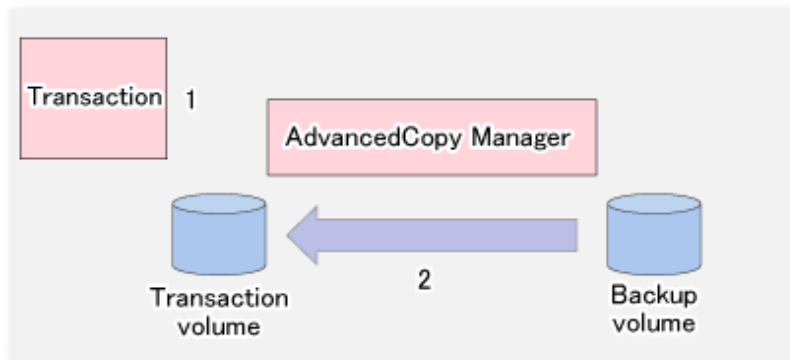 Transaction 1
AdvancedCopy Manager
2
Transaction
volume
Backup
volume